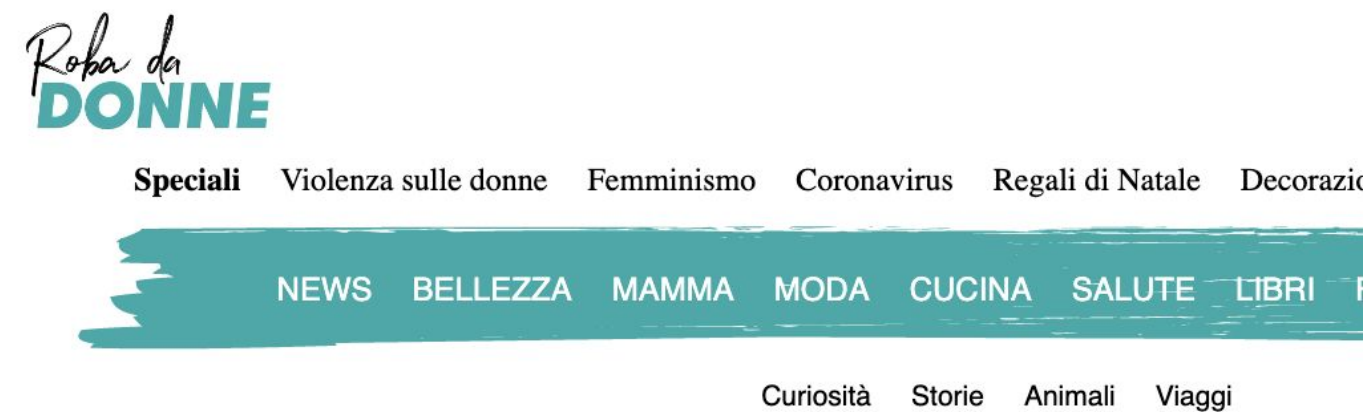 Roba da
DONNE
Speciali Violenza sulle donne Femminismo Coronavirus Regali di Natale
NEWS BELLEZZA MAMMA MODA CUCINA SALUTE LIBRI
Curiosità Storie Animali Viaggi